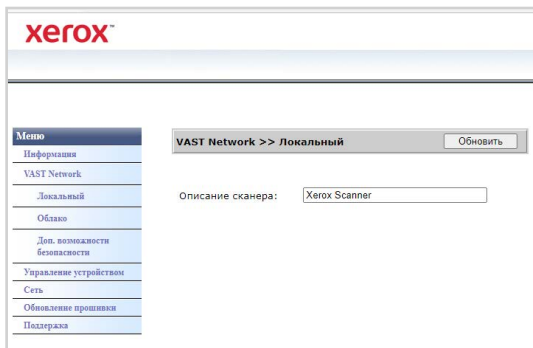 xerox™
Меню
Информация
VAST Network
Локальный
Облако
Доп. возможности
безопасности
Управление устройством
Сеть
Обновление прошивки
Поддержка
VAST Network >> Локальный
Обновить
Описание сканера:
Xerox Scanner